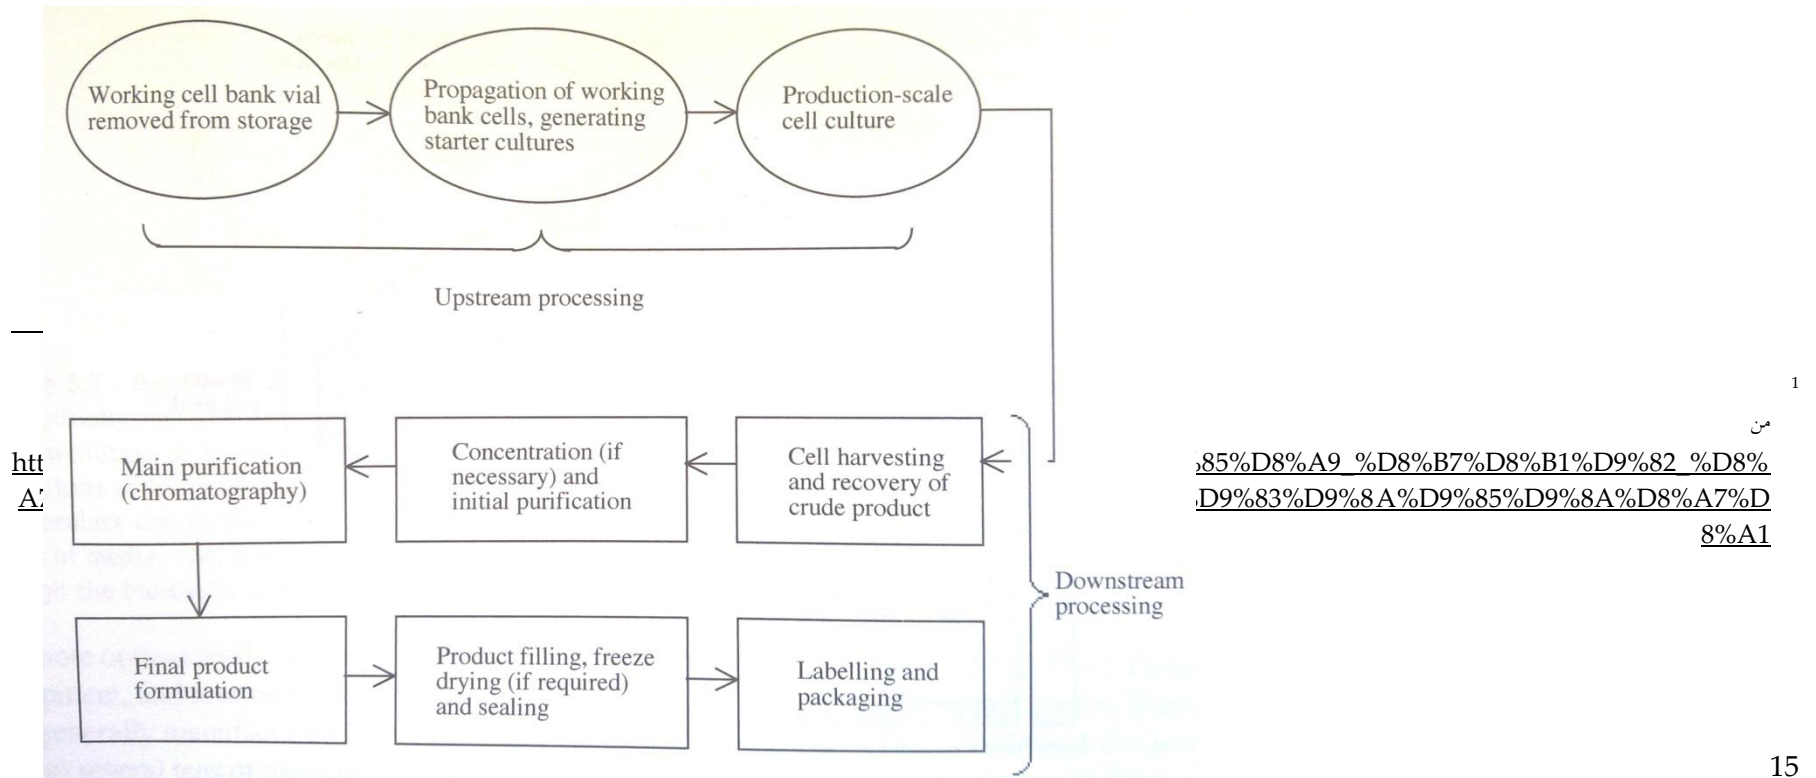 Working cell bank vial
removed from storage
Propagation of working
bank cells, generating
starter cultures
Production-scale
cell culture
Upstream processing
Cell harvesting
and recovery of
crude product
Concentration (if
necessary) and
initial purification
Main purification
(chromatography)
Final product
formulation
Product filling, freeze
drying (if required)
and sealing
Labelling and
packaging
Downstream
processing
1
من
htt
85%D8%A9_%D8%B7%D8%B1%D9%82_%D8%
D9%83%D9%8A%D9%85%D9%8A%D8%A7%D
8%A1
15